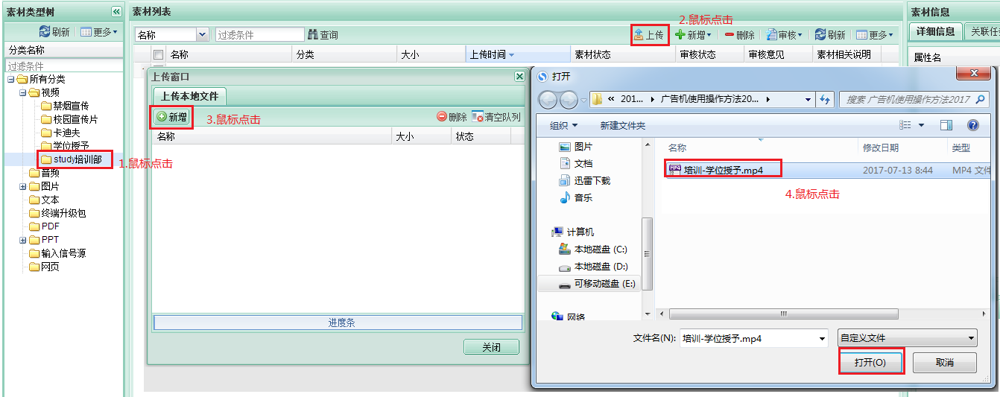 素材类型树
刷新 更多
分类名称
过滤条件
所有分类
视频
禁烟宣传
校园宣传片
卡迪夫
学位授予
study培训部
音频
图片
文本
终端升级包
PDF
PPT
输入信号源
网页
1.鼠标点击
素材列表
2.鼠标点击
名称 过滤条件 查询 上传 新增 删除 审核 刷新 更多
名称 分类 大小 上传时间 素材状态 审核状态 审核意见 素材相关说明
素材信息
详细信息 关联任
属性名
上传窗口
上传本地文件
新增 3.鼠标点击 删除 清空队列
名称 大小 状态
进度条
关闭
打开
« 201... 广告机使用操作方法20... 搜索 广告机使用操作方法2017
组织 新建文件夹
图片
文档
迅雷下载
音乐
计算机
本地磁盘 (C:)
本地磁盘 (D:)
可移动磁盘 (E:)
网络
名称 修改日期 类型
MP4 培训-学位授予.mp4 2017-07-13 8:44 MP4 文件
4.鼠标点击
文件名(N): 培训-学位授予.mp4 自定义文件
打开(O) 取消